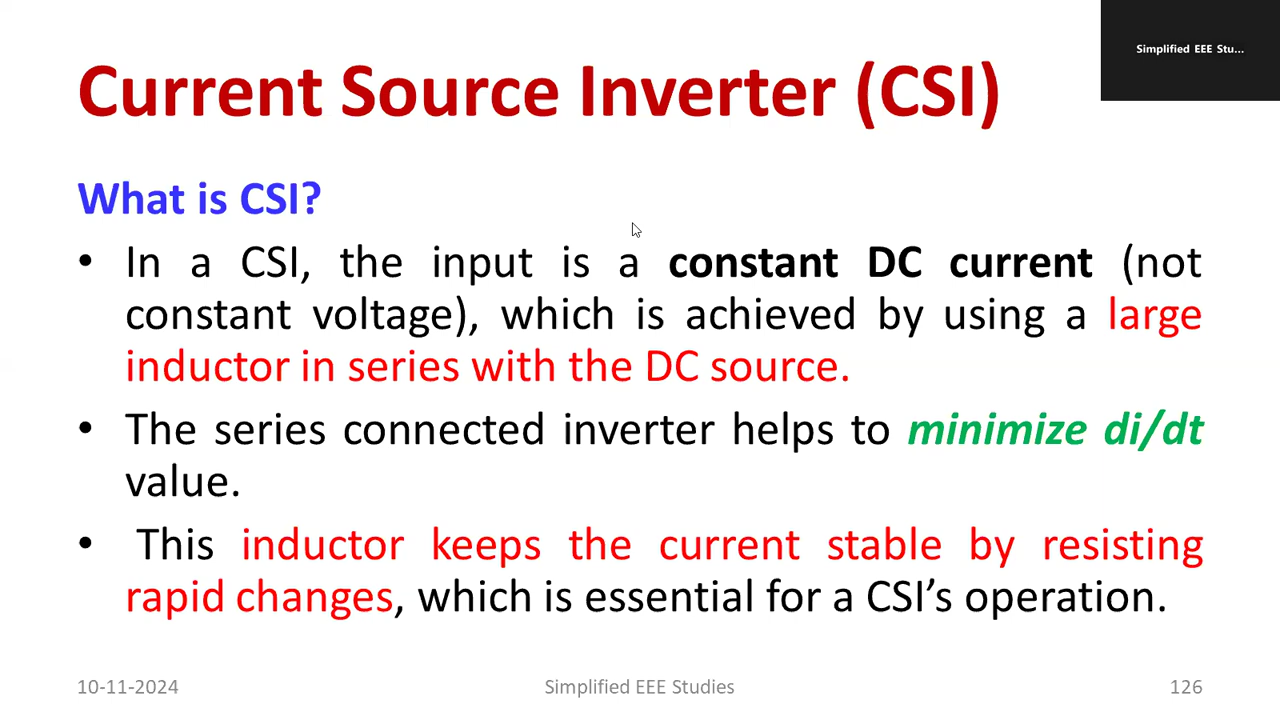 Simplified EEE Stu...
Current Source Inverter (CSI)
What is CSI?
• In a CSI, the input is a constant DC current (not
constant voltage), which is achieved by using a large
inductor in series with the DC source.
• The series connected inverter helps to minimize di/dt
value.
• This inductor keeps the current stable by resisting
rapid changes, which is essential for a CSI’s operation.
10-11-2024
Simplified EEE Studies
126